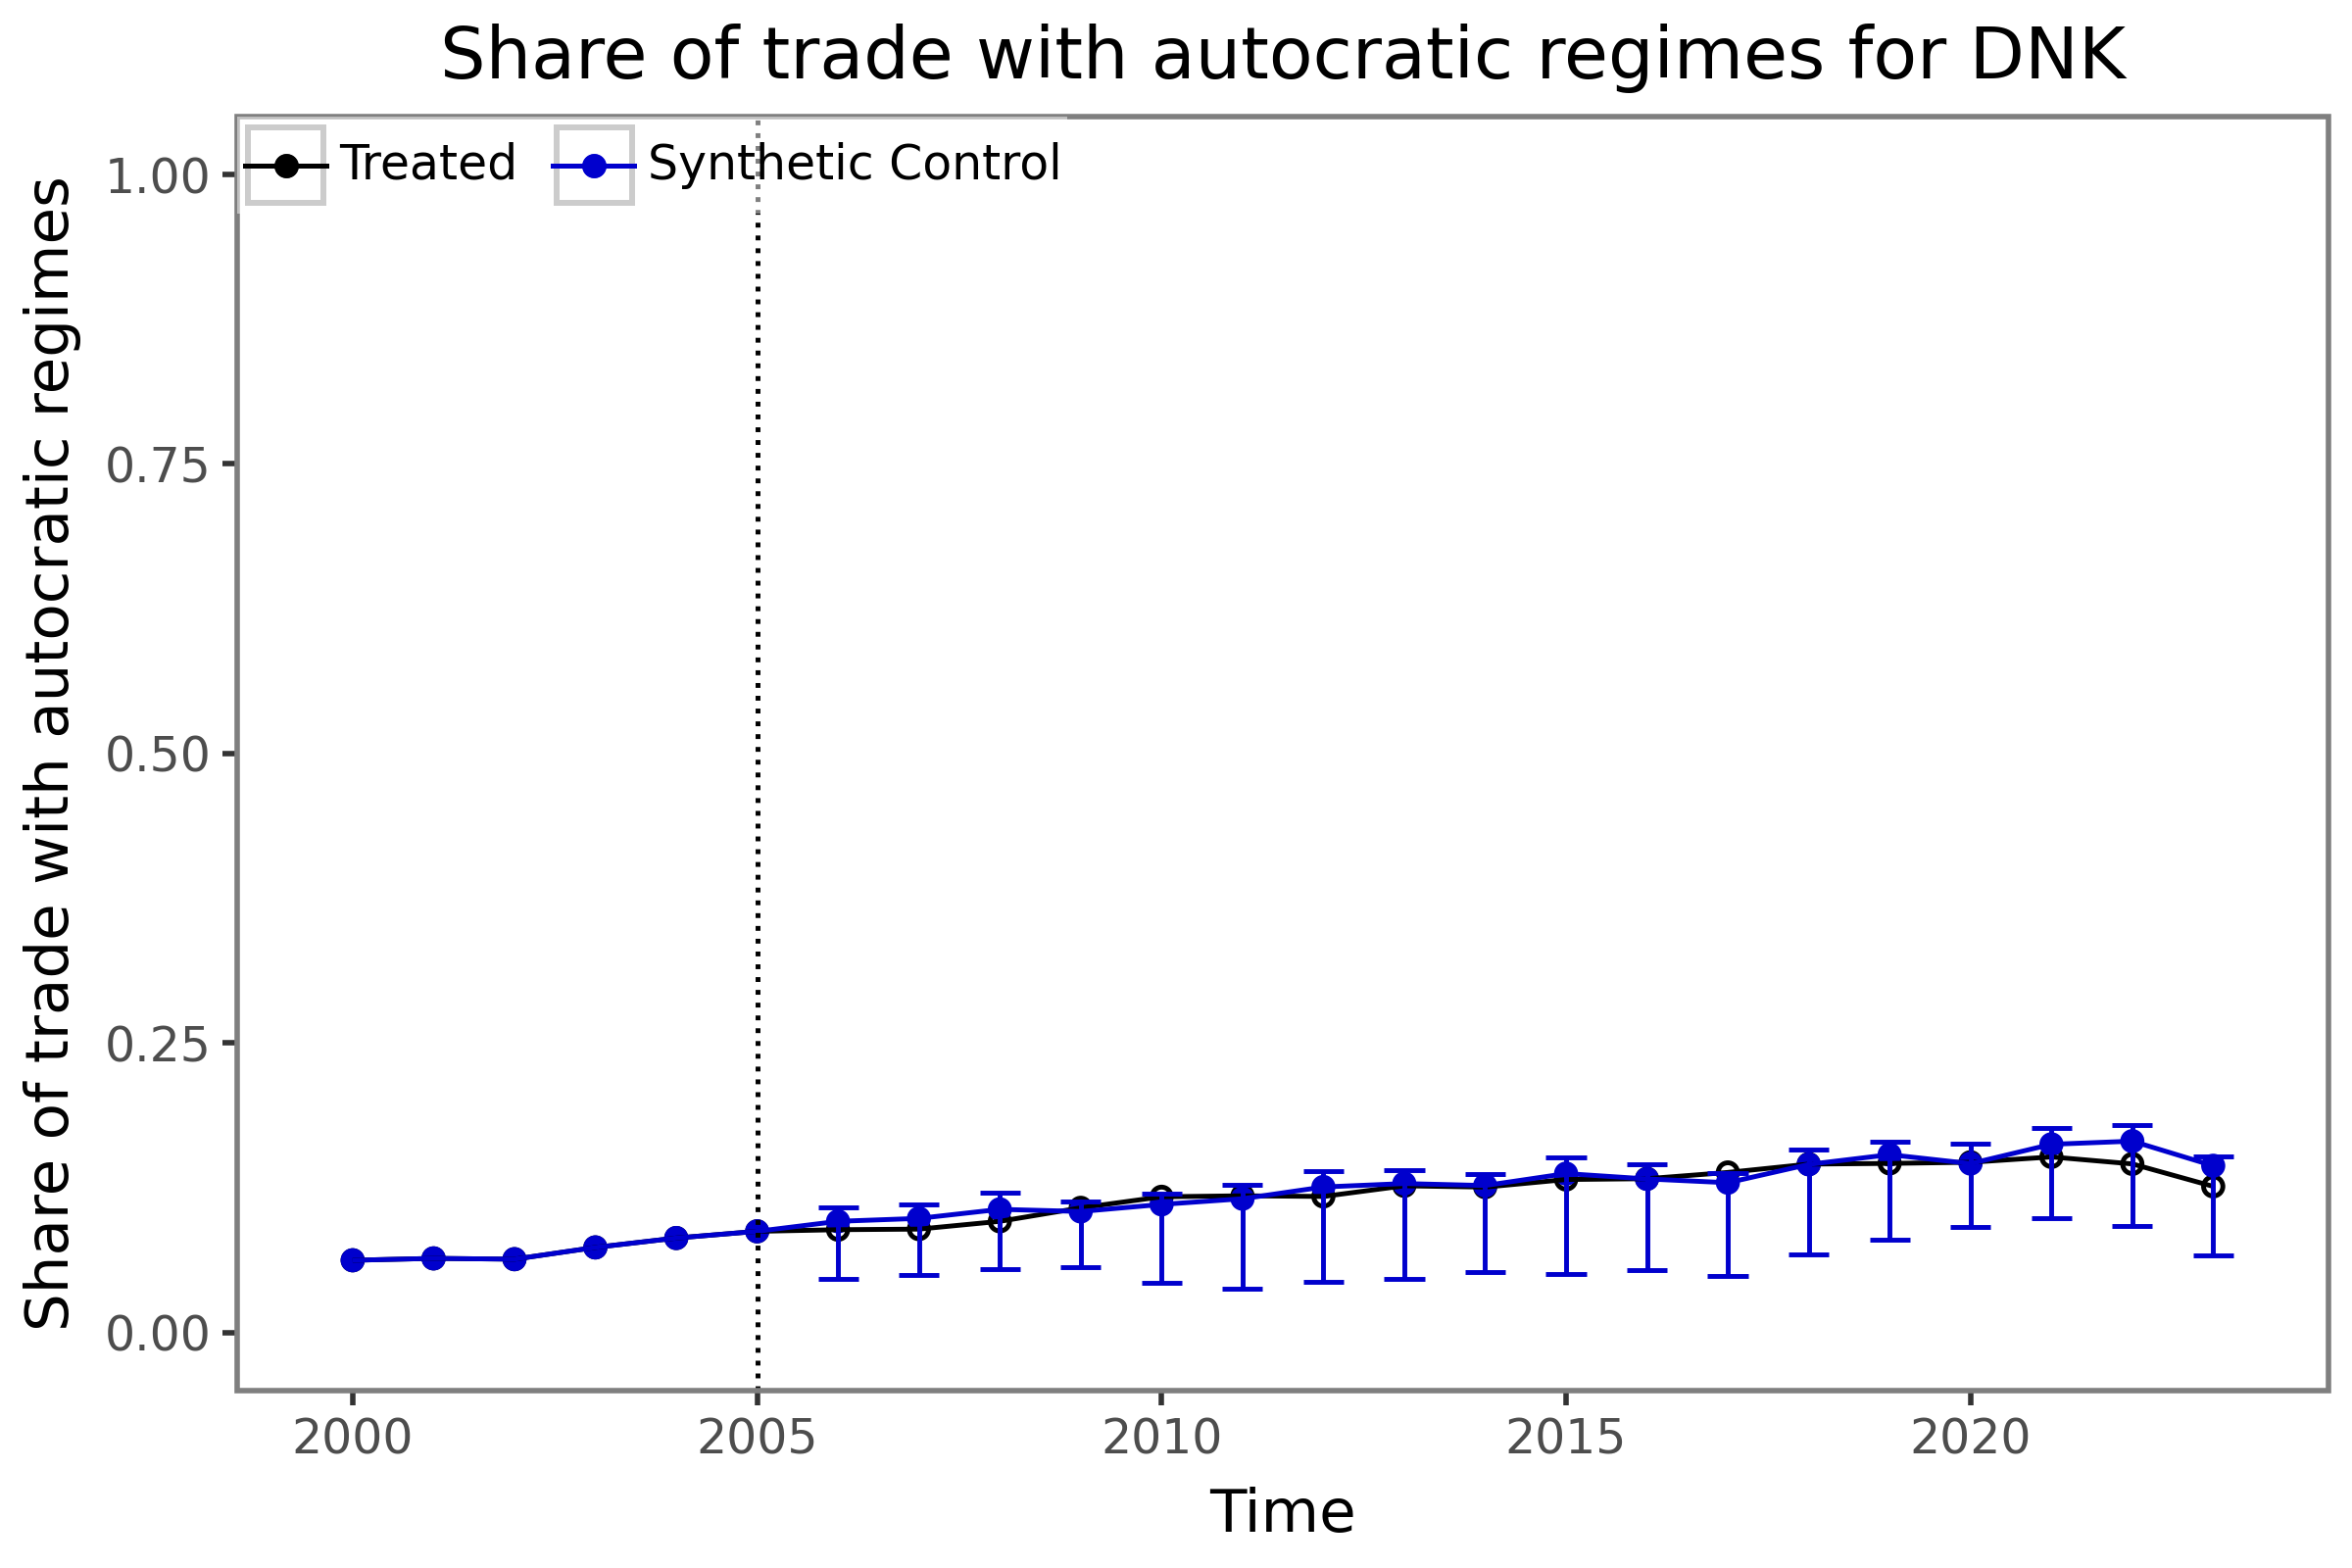 Share of trade with autocratic regimes for DNK
Treated
Synthetic Control
Share of trade with autocratic regimes
1.00
0.75
0.50
0.25
0.00
2000
2005
2010
2015
2020
Time